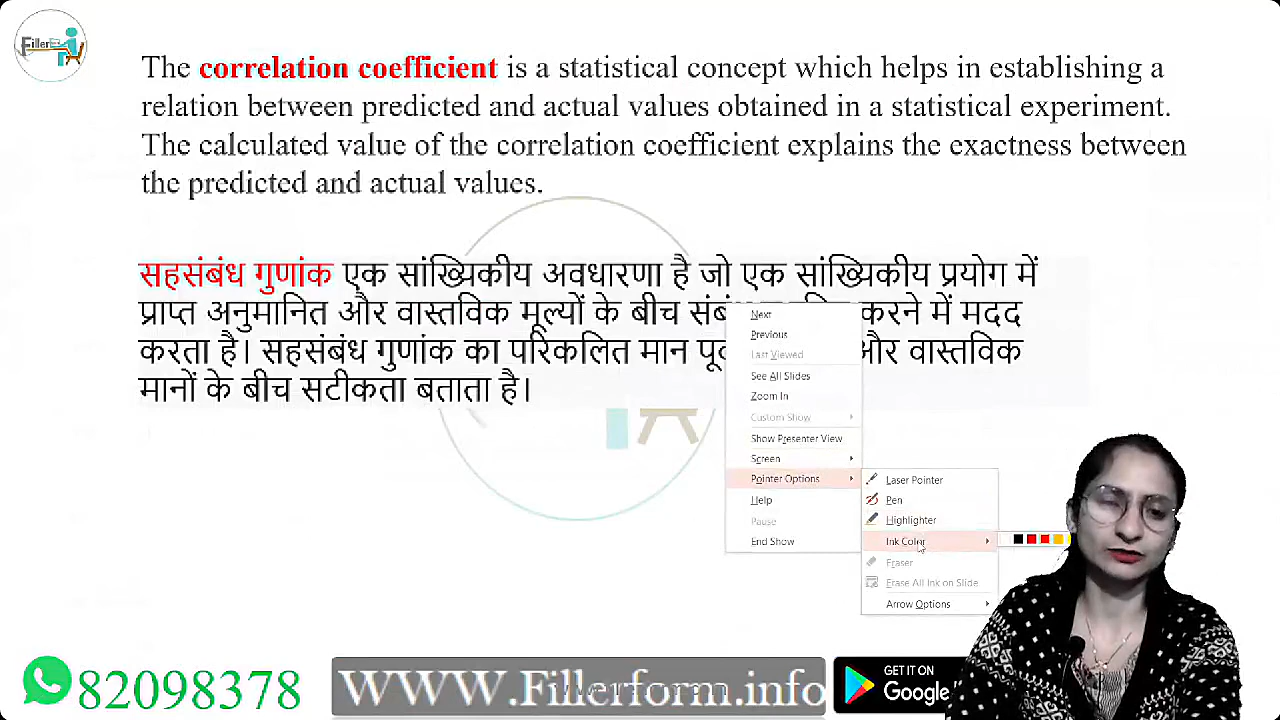 Filler
The correlation coefficient is a statistical concept which helps in establishing a
relation between predicted and actual values obtained in a statistical experiment.
The calculated value of the correlation coefficient explains the exactness between
the predicted and actual values.
सहसंबंध गुणांक एक सांख्यिकीय अवधारणा है जो एक सांख्यिकीय प्रयोग में
प्राप्त अनुमानित और वास्तविक मूल्यों के बीच करने में मदद
करता है। सहसंबंध गुणांक का परिकलित मान और वास्तविक
मानों के बीच सटीकता बताता है।
Next
Previous
Last Viewed
See All Slides
Zoom In
Custom Show
Show Presenter View
Screen
Pointer Options
Help
Pause
End Show
Laser Pointer
Pen
Highlighter
Ink Color
Eraser
Erase All Ink on Slide
Arrow Options
82098378
WWW.Fillerform.info
GET IT ON
Google